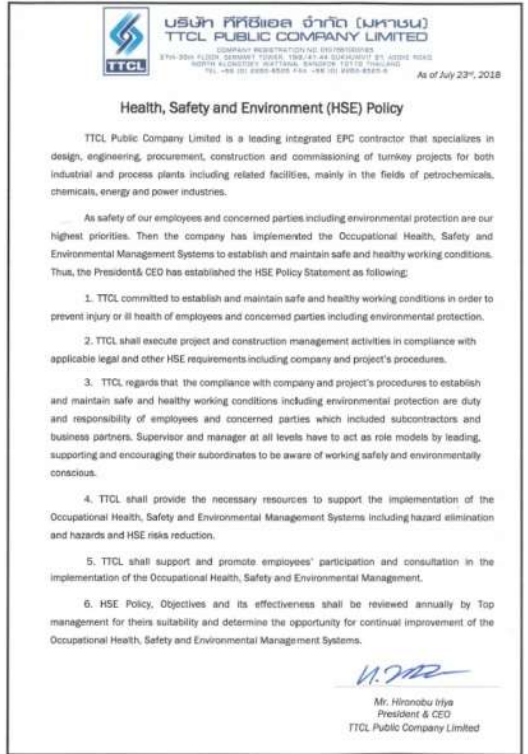 TTCL
บริษัท ทีทีซีแอล จำกัด (มหาชน)
TTCL PUBLIC COMPANY LIMITED
COMPANY REGISTRATION NO.
TEL. FAX.
As of July 23rd, 2018
Health, Safety and Environment (HSE) Policy
TTCL Public Company Limited is a leading integrated EPC contractor that specializes in
design, engineering, procurement, construction and commissioning of turnkey projects for both
industrial and process plants including related facilities, mainly in the fields of petrochemicals,
chemicals, energy and power industries.
As safety of our employees and concerned parties including environmental protection are our
highest priorities. Then the company has implemented the Occupational Health, Safety and
Environmental Management Systems to establish and maintain safe and healthy working conditions.
Thus, the President& CEO has established the HSE Policy Statement as following;
1. TTCL committed to establish and maintain safe and healthy working conditions in order to
prevent injury or ill health of employees and concerned parties including environmental protection.
2. TTCL shall execute project and construction management activities in compliance with
applicable legal and other HSE requirements including company and project's procedures.
3. TTCL regards that the compliance with company and project's procedures to establish
and maintain safe and healthy working conditions including environmental protection are duty
and responsibility of employees and concerned parties which included subcontractors and
business partners. Supervisor and manager at all levels have to act as role models by leading,
supporting and encouraging their subordinates to be aware of working safely and environmentally
conscious.
4. TTCL shall provide the necessary resources to support the implementation of the
Occupational Health, Safety and Environmental Management Systems including hazard elimination
and hazards and HSE risks reduction.
5. TTCL shall support and promote employees' participation and consultation in the
implementation of the Occupational Health, Safety and Environmental Management.
6. HSE Policy, Objectives and its effectiveness shall be reviewed annually by Top
management for theirs suitability and determine the opportunity for continual improvement of the
Occupational Health, Safety and Environmental Management Systems.
Mr. Hironobu Iriya
President & CEO
TTCL Public Company Limited